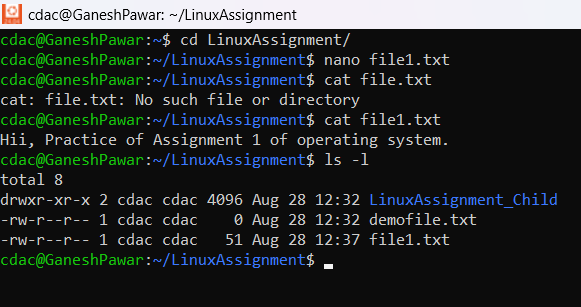 cdac@GaneshPawar: ~/LinuxAssignment
cdac@GaneshPawar:~$ cd LinuxAssignment/
cdac@GaneshPawar:~/LinuxAssignment$ nano file1.txt
cdac@GaneshPawar:~/LinuxAssignment$ cat file.txt
cat: file.txt: No such file or directory
cdac@GaneshPawar:~/LinuxAssignment$ cat file1.txt
Hii, Practice of Assignment 1 of operating system.
cdac@GaneshPawar:~/LinuxAssignment$ ls -l
total 8
drwxr-xr-x 2 cdac cdac 4096 Aug 28 12:32 LinuxAssignment_Child
-rw-r--r-- 1 cdac cdac    0 Aug 28 12:32 demofile.txt
-rw-r--r-- 1 cdac cdac   51 Aug 28 12:37 file1.txt
cdac@GaneshPawar:~/LinuxAssignment$